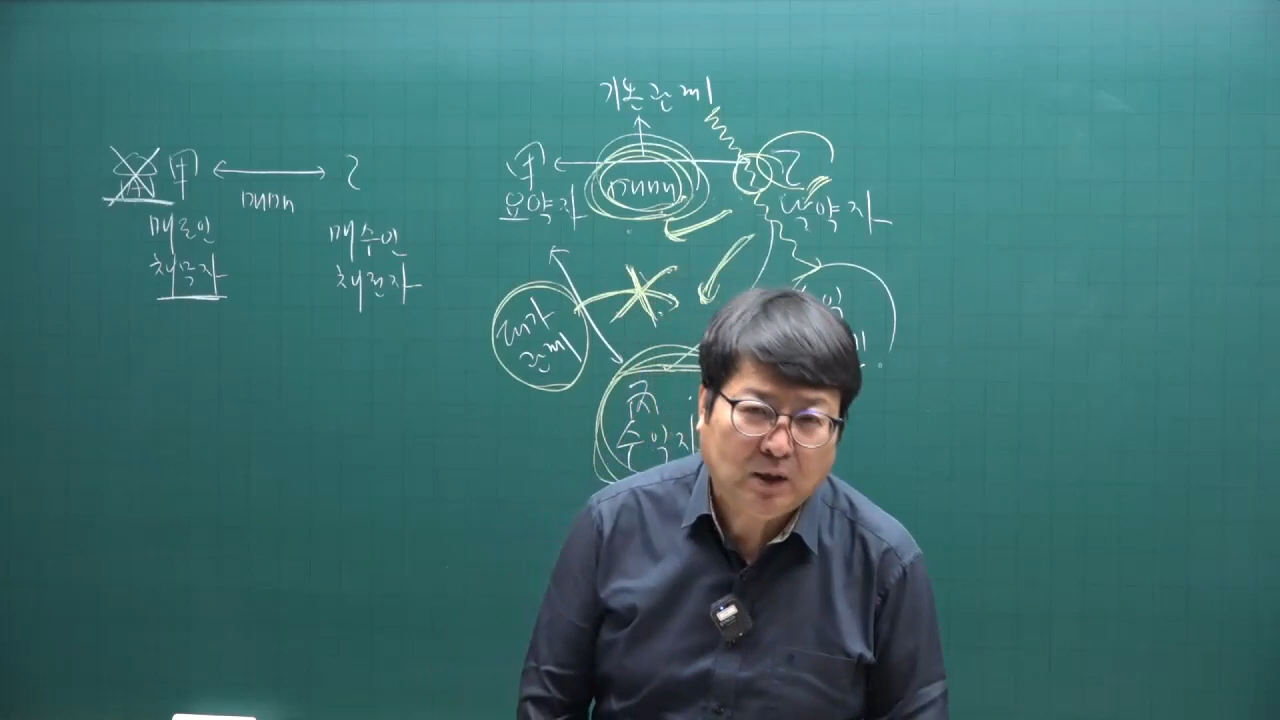 기본관계
甲 매매 乙
매도인 매수인
채무자 채권자
甲 매매 乙
요약자 낙약자
대가
관계
丙
수익자